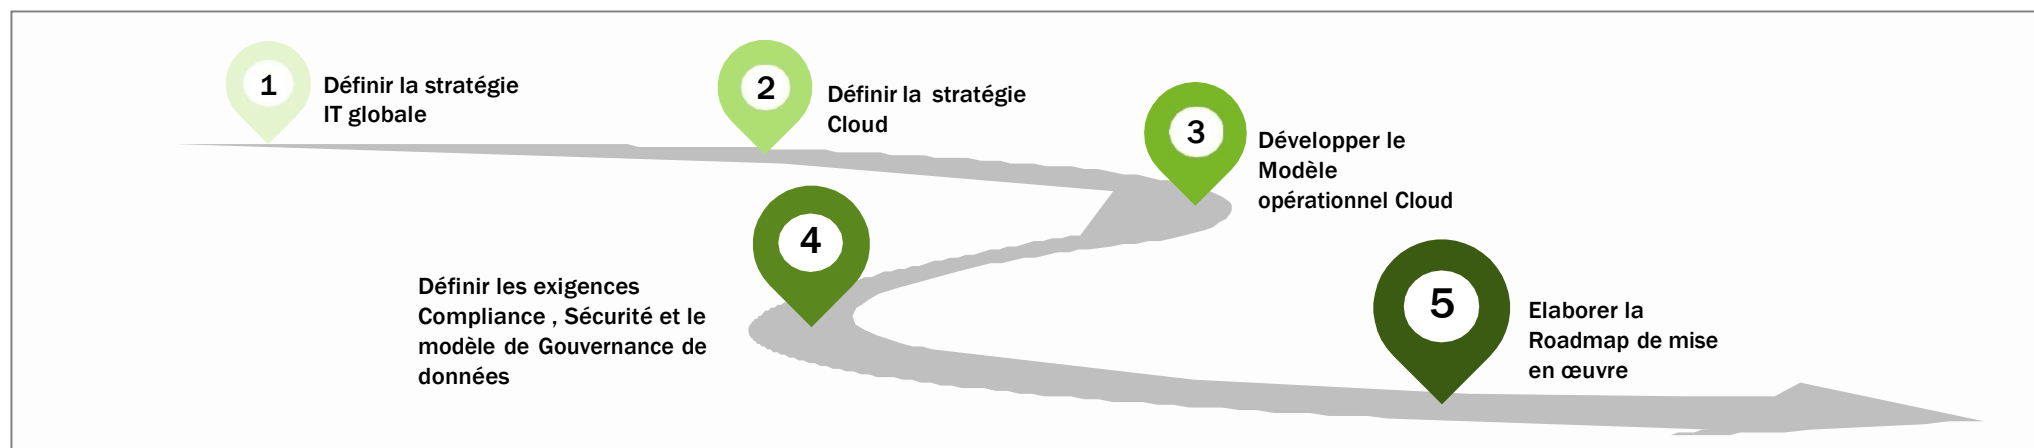 1
Définir la stratégie
IT globale
2
Définir la stratégie
Cloud
3
Développer le
Modèle
opérationnel Cloud
4
Définir les exigences
Compliance , Sécurité et le
modèle de Gouvernance de
données
5
Elaborer la
Roadmap de mise
en œuvre